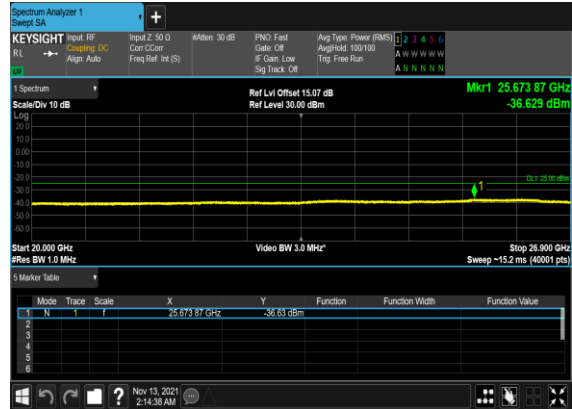 Spectrum Analyzer 1
Swept SA
+
KEYSIGHT Input: RF Input Z: 50 Ω #Atten: 30 dB PNO: Fast Avg Type: Power (RMS) 1 2 3 4 5 6
RL Coupling: DC Corr CCorr Gate: Off Avg|Hold: 100/100 A W W W W W
Align: Auto Freq Ref: Int (S) IF Gain: Low Trig: Free Run
Sig Track: Off A N N N N N
1 Spectrum
Scale/Div 10 dB
Ref Lvl Offset 15.07 dB
Ref Level 30.00 dBm
Mkr1 25.673 87 GHz
-36.629 dBm
Log
20.0
10.0
0.00
-10.0
-20.0
DL1 -25.00 dBm
-30.0
1
-40.0
-50.0
-60.0
Start 20.000 GHz Video BW 3.0 MHz* Stop 26.900 GHz
#Res BW 1.0 MHz Sweep ~15.2 ms (40001 pts)
5 Marker Table
Mode Trace Scale X Y Function Function Width Function Value
1 N 1 f 25.673 87 GHz -36.63 dBm
2
3
4
5
6
? Nov 13, 2021
2:14:38 AM